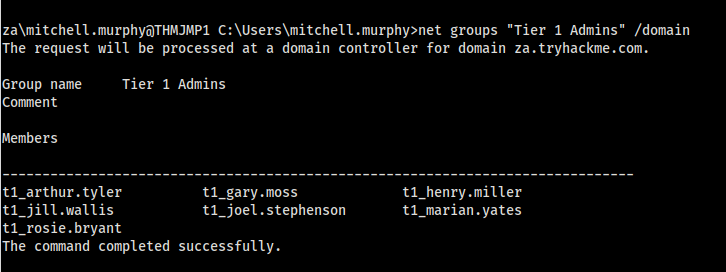 za\mitchell.murphy@THMJMP1 C:\Users\mitchell.murphy>net groups "Tier 1 Admins" /domain
The request will be processed at a domain controller for domain za.tryhackme.com.

Group name     Tier 1 Admins
Comment

Members

-------------------------------------------------------------------------------
t1_arthur.tyler          t1_gary.moss             t1_henry.miller
t1_jill.wallis           t1_joel.stephenson       t1_marian.yates
t1_rosie.bryant
The command completed successfully.